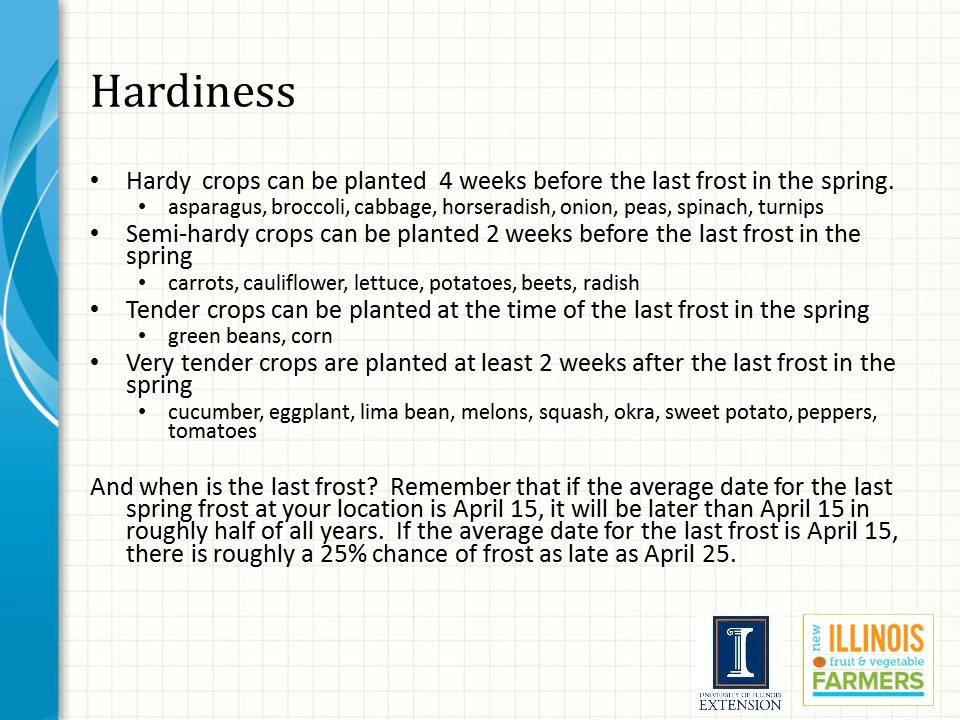 Hardiness
• Hardy  crops can be planted  4 weeks before the last frost in the spring.
• asparagus, broccoli, cabbage, horseradish, onion, peas, spinach, turnips
• Semi-hardy crops can be planted 2 weeks before the last frost in the
spring
• carrots, cauliflower, lettuce, potatoes, beets, radish
• Tender crops can be planted at the time of the last frost in the spring
• green beans, corn
• Very tender crops are planted at least 2 weeks after the last frost in the
spring
• cucumber, eggplant, lima bean, melons, squash, okra, sweet potato, peppers,
tomatoes
And when is the last frost?  Remember that if the average date for the last
spring frost at your location is April 15, it will be later than April 15 in
roughly half of all years.  If the average date for the last frost is April 15,
there is roughly a 25% chance of frost as late as April 25.
I
UNIVERSITY OF ILLINOIS
EXTENSION
new
ILLINOIS
fruit & vegetable
FARMERS